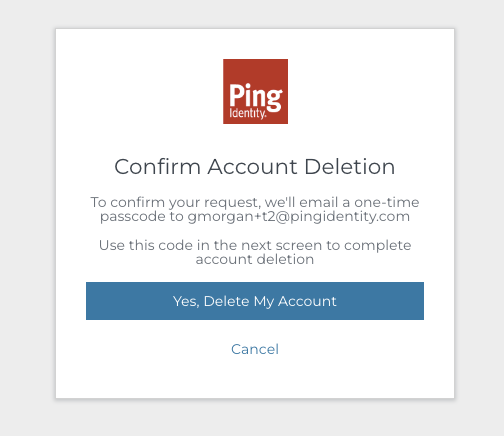 Ping
Identity.
Confirm Account Deletion
To confirm your request, we'll email a one-time
passcode to gmorgan+t2@pingidentity.com
Use this code in the next screen to complete
account deletion
Yes, Delete My Account
Cancel